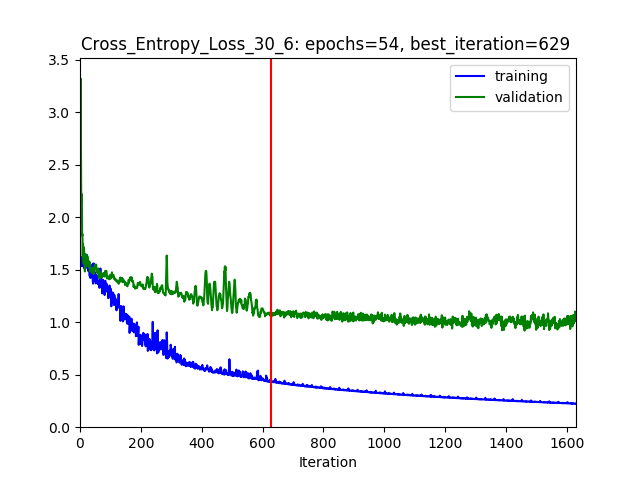 Cross_Entropy_Loss_30_6: epochs=54, best_iteration=629
training
validation
3.5
3.0
2.5
2.0
1.5
1.0
0.5
0.0
0 200 400 600 800 1000 1200 1400 1600
Iteration